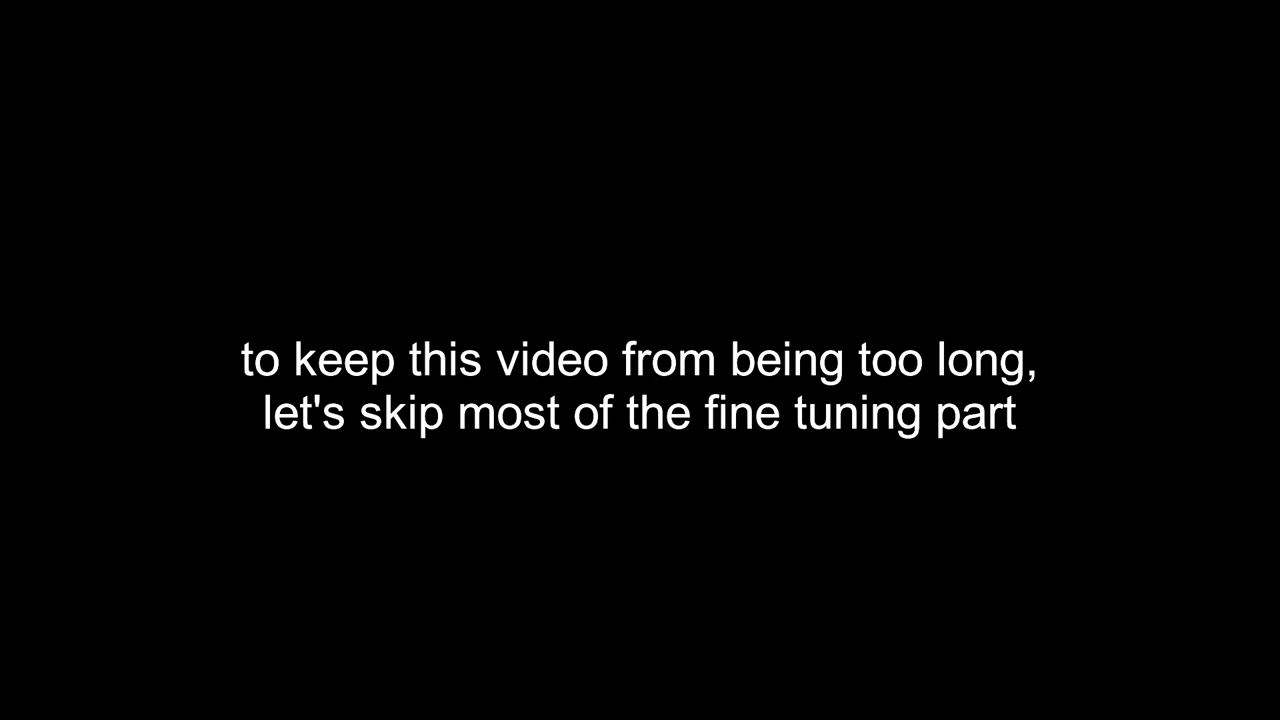 to keep this video from being too long,
let's skip most of the fine tuning part